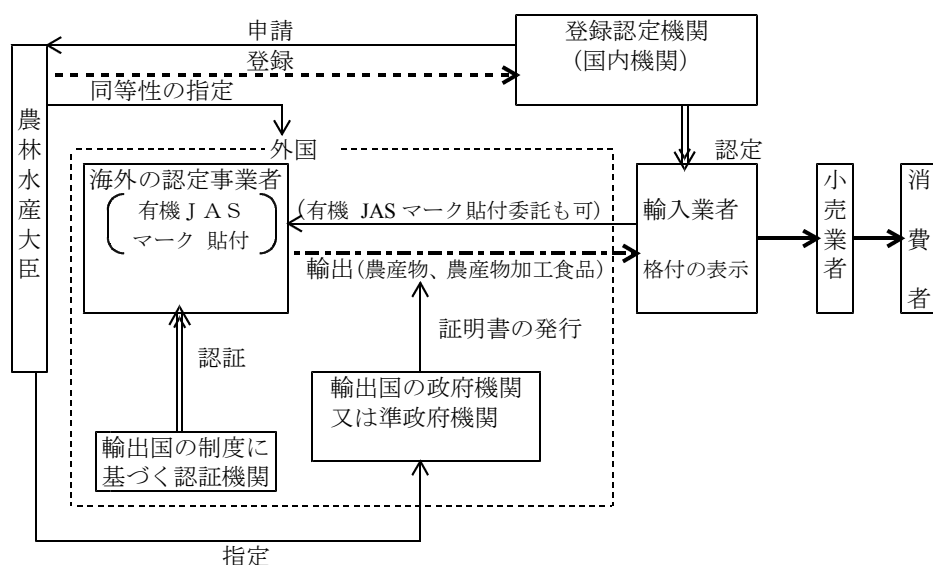 申請
登録認定機関
（国内機関）
登録
同等性の指定
農林水産大臣
外国
認定
海外の認定事業者
有機ＪＡＳ
マーク 貼付
（有機 JASマーク貼付委託も可）
輸入業者
格付の表示
小売業者
消費者
輸出（農産物、農産物加工食品）
証明書の発行
認証
輸出国の政府機関
又は準政府機関
輸出国の制度に
基づく認証機関
指定